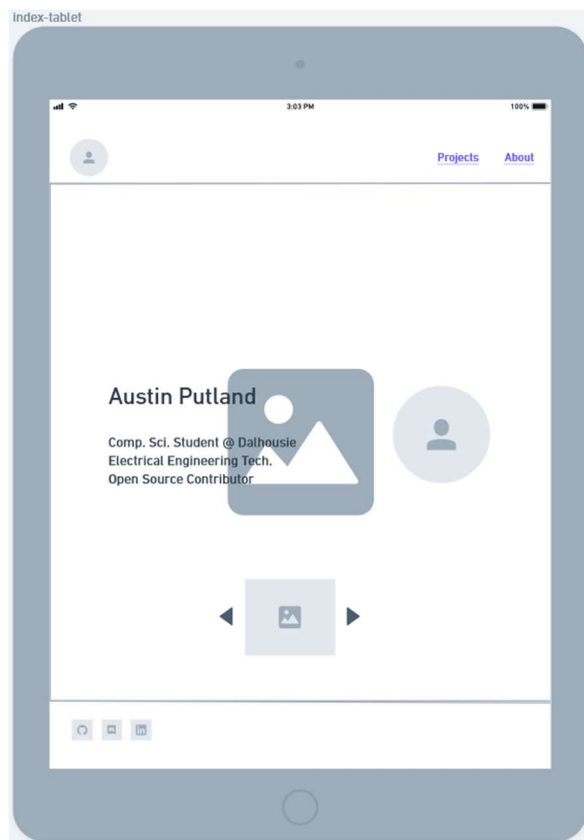 index-tablet
3:03 PM
100%
Projects About
Austin Putland
Comp. Sci. Student @ Dalhousie
Electrical Engineering Tech.
Open Source Contributor
in